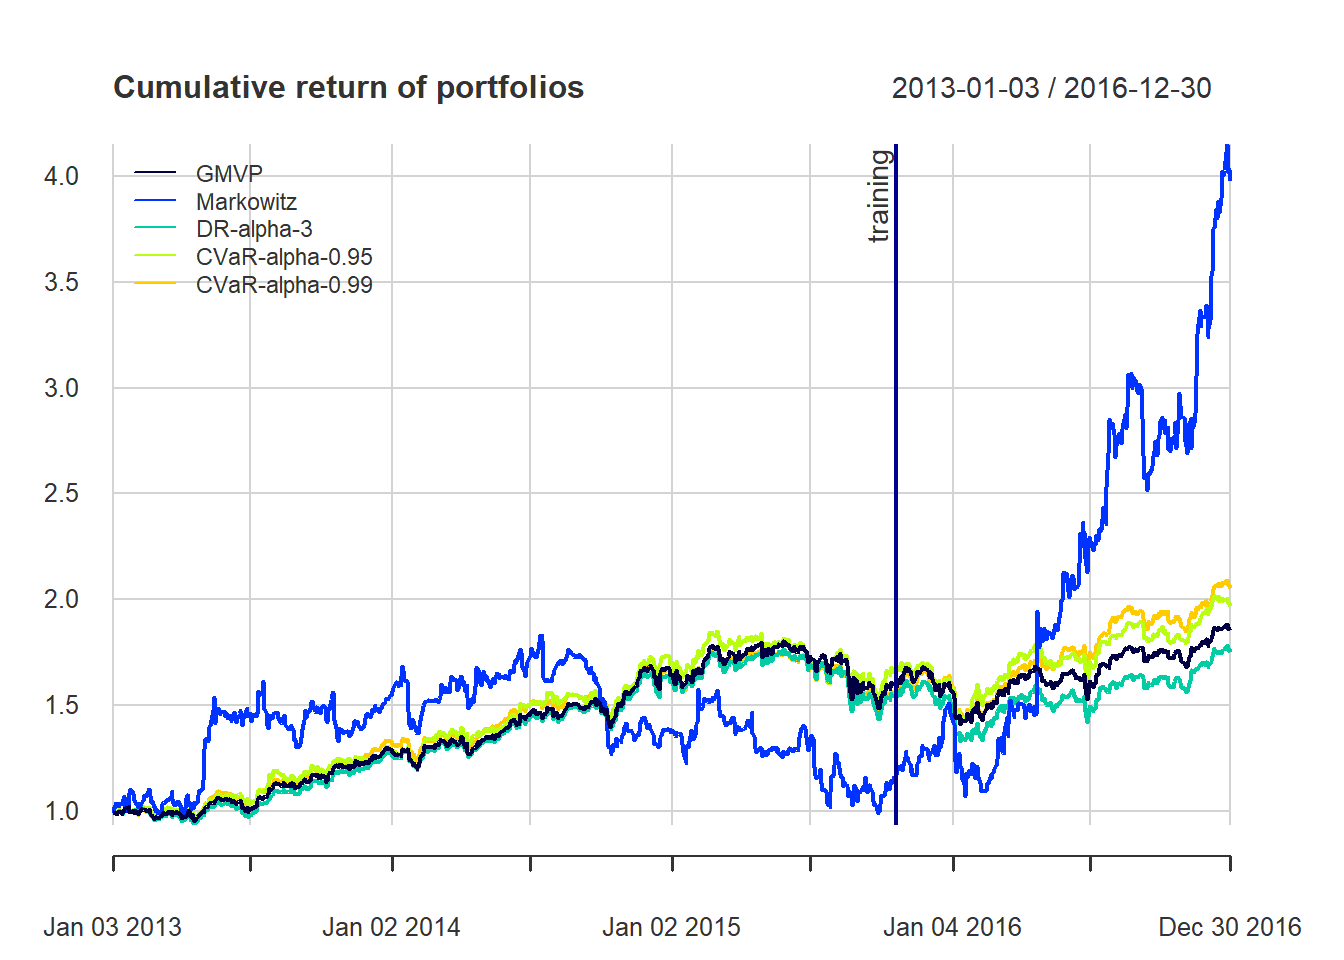 Cumulative return of portfolios
2013-01-03 / 2016-12-30
4.0
3.5
3.0
2.5
2.0
1.5
1.0
GMVP
Markowitz
DR-alpha-3
CVaR-alpha-0.95
CVaR-alpha-0.99
training
Jan 03 2013
Jan 02 2014
Jan 02 2015
Jan 04 2016
Dec 30 2016